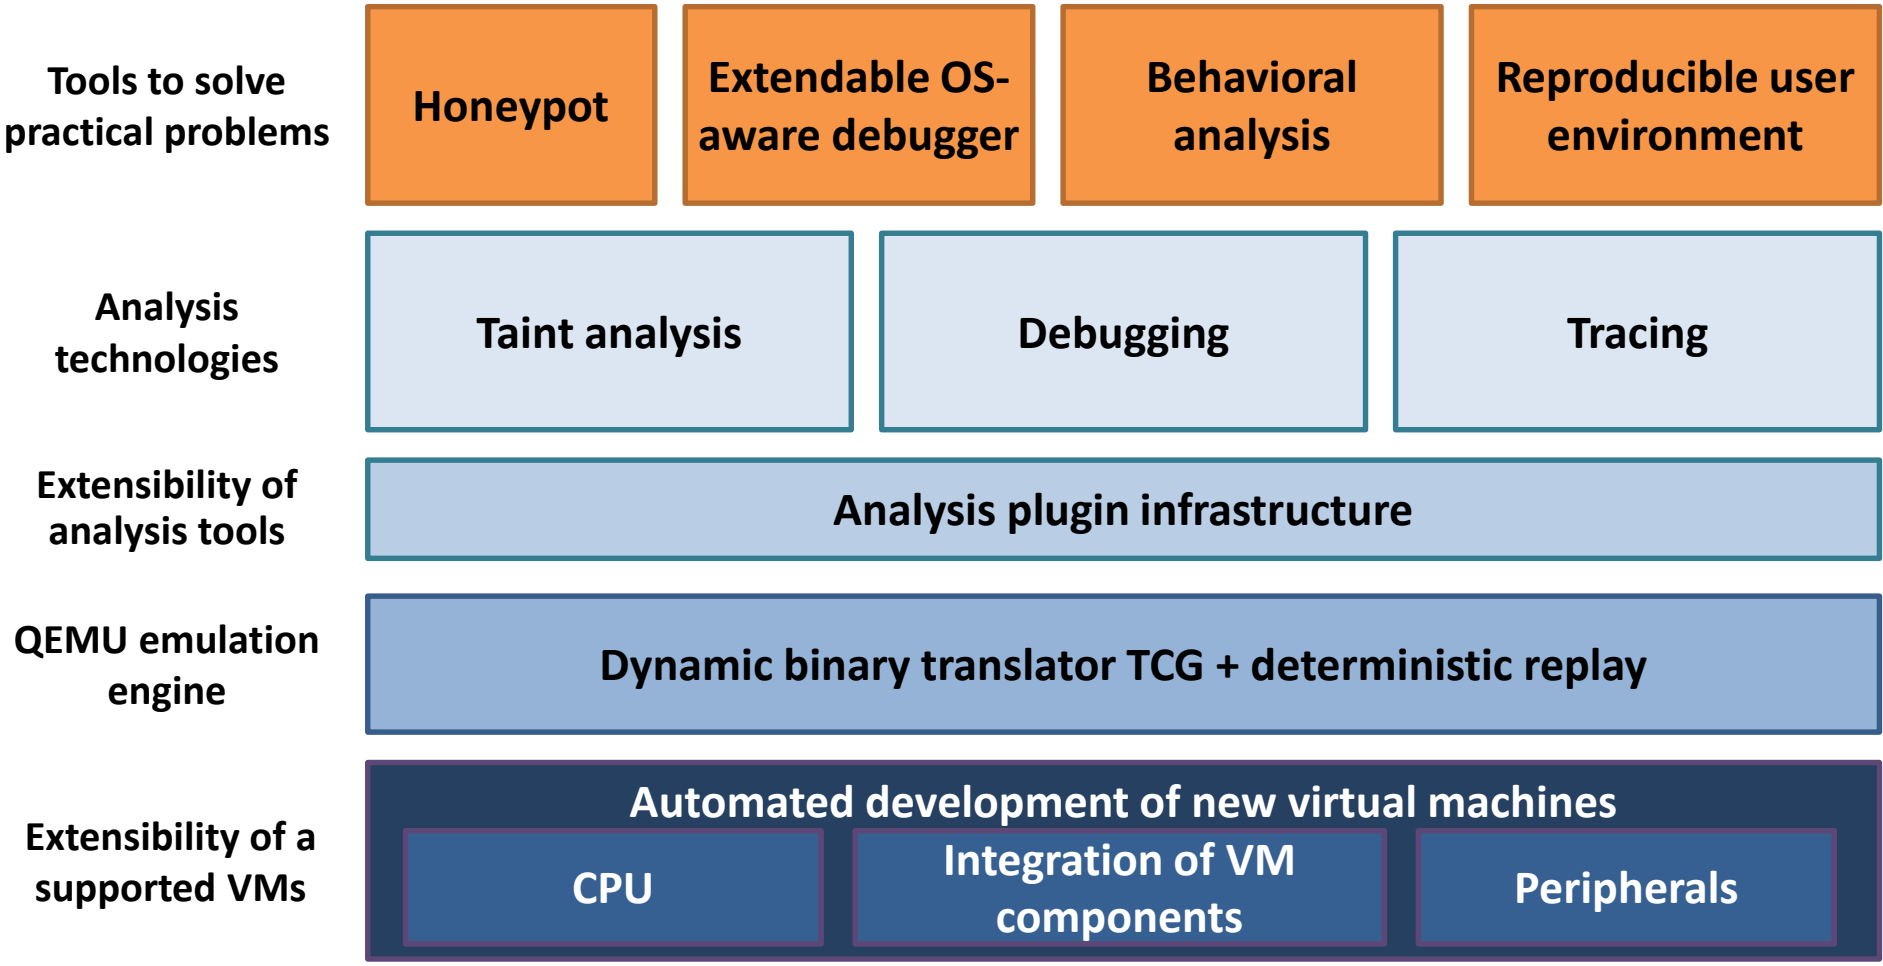 Tools to solve
practical problems
Honeypot
Extendable OS-
aware debugger
Behavioral
analysis
Reproducible user
environment
Analysis
technologies
Taint analysis
Debugging
Tracing
Extensibility of
analysis tools
Analysis plugin infrastructure
QEMU emulation
engine
Dynamic binary translator TCG + deterministic replay
Extensibility of a
supported VMs
Automated development of new virtual machines
CPU
Integration of VM
components
Peripherals